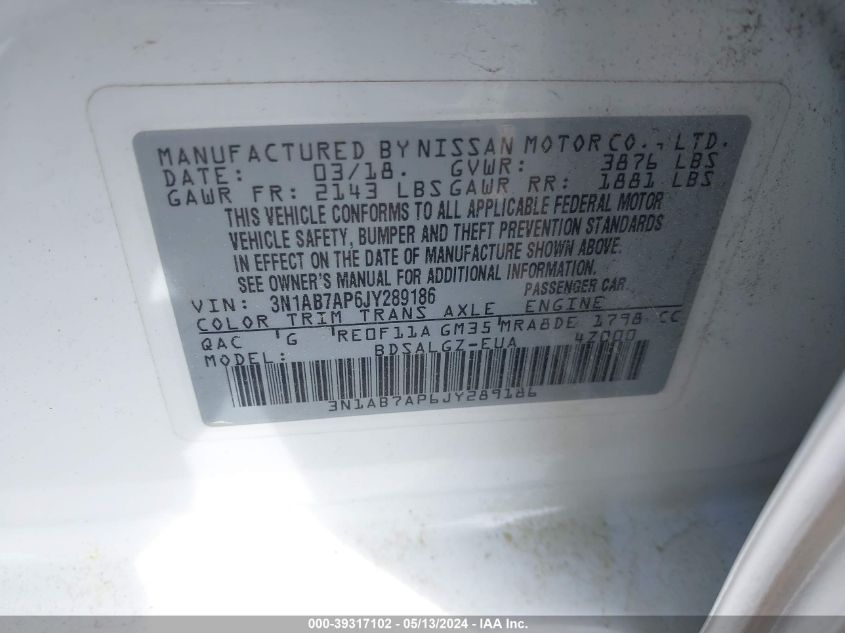 MANUFACTURED BY NISSAN MOTOR CO., LTD.
DATE: 03/18. GVWR: 3876 LBS
GAWR FR: 2143 LBS GAWR RR: 1881 LBS
THIS VEHICLE CONFORMS TO ALL APPLICABLE FEDERAL MOTOR
VEHICLE SAFETY, BUMPER AND THEFT PREVENTION STANDARDS
IN EFFECT ON THE DATE OF MANUFACTURE SHOWN ABOVE.
SEE OWNER'S MANUAL FOR ADDITIONAL INFORMATION
VIN: 3N1AB7AP6JY289186 PASSENGER CAR.
COLOR TRIM TRANS AXLE ENGINE
QAC G RE0F11A GM35 MRA8DE 1798 CC
MODEL: BDSALGZ-EUA 4Z000
3N1AB7AP6JY289186
000-39317102 - 05/13/2024 - IAA Inc.